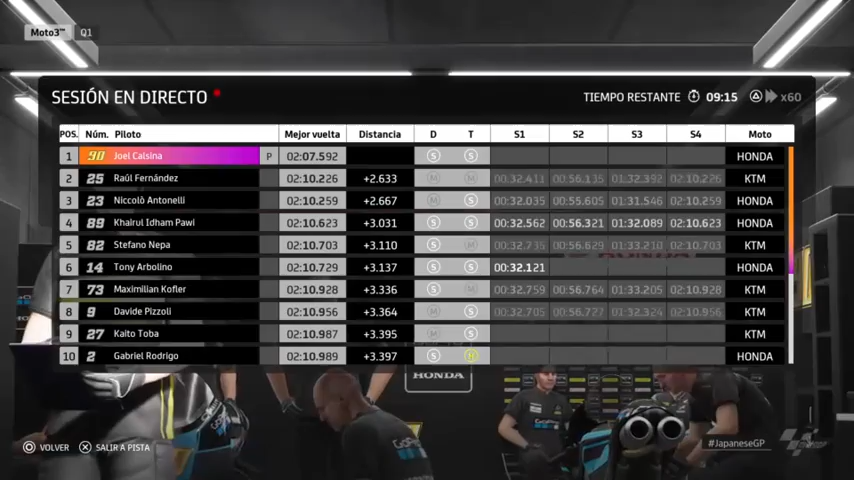 Moto3™ Q1
SESIÓN EN DIRECTO
TIEMPO RESTANTE 09:15 x60
POS. Núm. Piloto Mejor vuelta Distancia D T S1 S2 S3 S4 Moto
1 90 Joel Calsina P 02:07.592 S S HONDA
2 25 Raúl Fernández 02:10.226 +2.633 M M 00:32.411 00:56.135 01:32.392 02:10.226 KTM
3 23 Niccolò Antonelli 02:10.259 +2.667 M S 00:32.035 00:55.605 01:31.546 02:10.259 HONDA
4 89 Khairul Idham Pawi 02:10.623 +3.031 S S 00:32.562 00:56.321 01:32.089 02:10.623 HONDA
5 82 Stefano Nepa 02:10.703 +3.110 S M 00:32.735 00:56.629 01:33.210 02:10.703 KTM
6 14 Tony Arbolino 02:10.729 +3.137 S S 00:32.121 HONDA
7 73 Maximilian Kofler 02:10.928 +3.336 S M 00:32.759 00:56.764 01:33.205 02:10.928 KTM
8 9 Davide Pizzoli 02:10.956 +3.364 M S 00:32.705 00:56.727 01:32.324 02:10.956 KTM
9 27 Kaito Toba 02:10.987 +3.395 M S KTM
10 2 Gabriel Rodrigo 02:10.989 +3.397 S H HONDA
HONDA
GoPro
GoPro
VOLVER SALIR A PISTA
#JapaneseGP